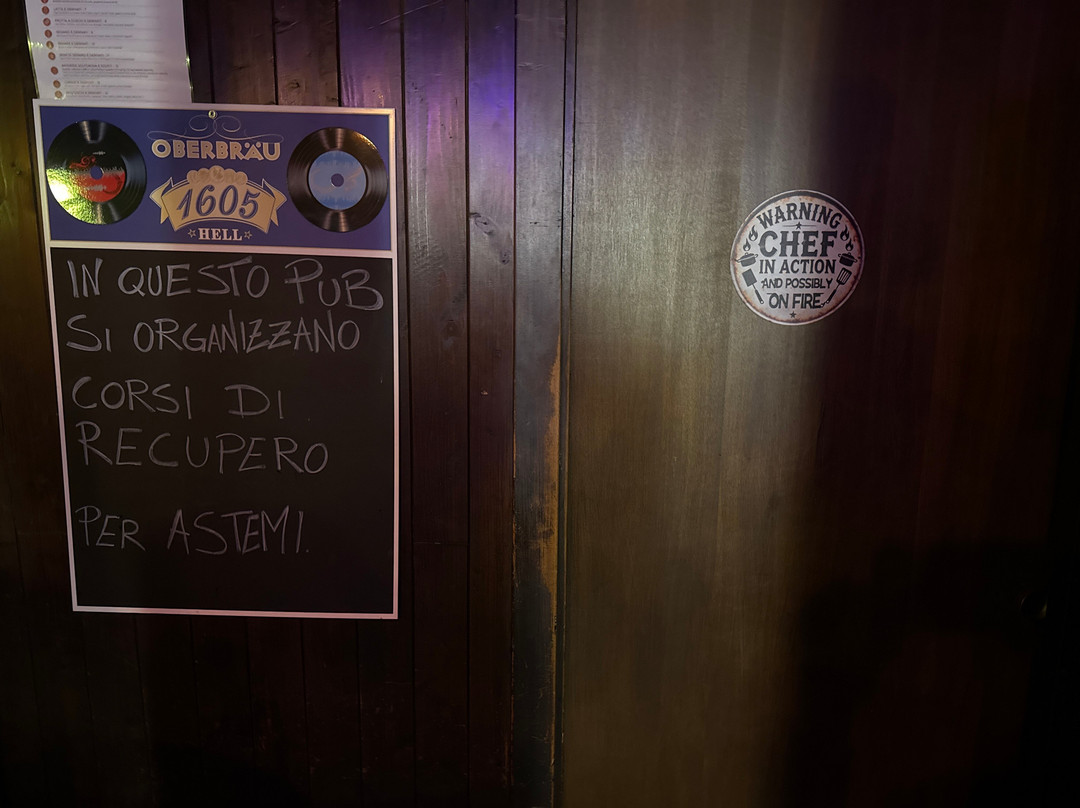 OBERBRÄU
1605
HELL
IN QUESTO PUB
SI ORGANIZZANO
CORSI DI
RECUPERO
PER ASTEMI.
WARNING
CHEF
IN ACTION
AND POSSIBLY
ON FIRE